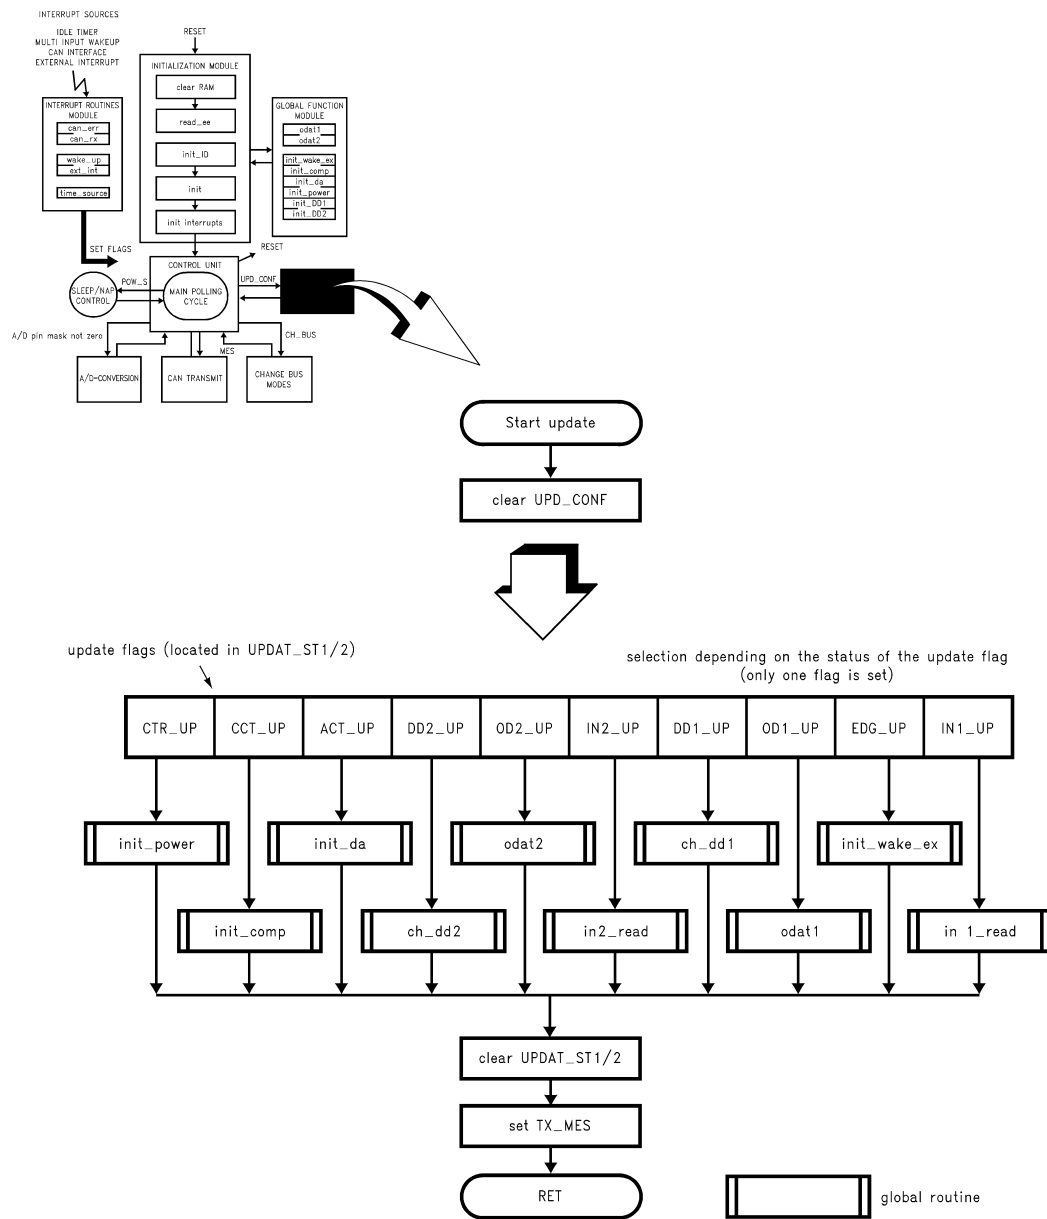 INTERRUPT SOURCES
IDLE TIMER
MULTI INPUT WAKEUP
CAN INTERFACE
EXTERNAL INTERRUPT
INTERRUPT ROUTINES
MODULE
can_err
can_rx
wake_up
ext_int
time_source
SET FLAGS
RESET
INITIALIZATION MODULE
clear RAM
read_ee
init_ID
init
init interrupts
GLOBAL FUNCTION
MODULE
odat1
odat2
init_wake_ex
init_comp
init_da
init_power
init_DD1
init_DD2
RESET
CONTROL UNIT
MAIN POLLING
CYCLE
POW_S
SLEEP/NAP
CONTROL
UPD_CONF
A/D pin mask not zero
MES
CH_BUS
A/D-CONVERSION
CAN TRANSMIT
CHANGE BUS
MODES
Start update
clear UPD_CONF
update flags (located in UPDAT_ST1/2)
selection depending on the status of the update flag
(only one flag is set)
CTR_UP CCT_UP ACT_UP DD2_UP OD2_UP IN2_UP DD1_UP OD1_UP EDG_UP IN1_UP
init_power init_da odat2 ch_dd1 init_wake_ex
init_comp ch_dd2 in2_read odat1 in 1_read
clear UPDAT_ST1/2
set TX_MES
RET
global routine